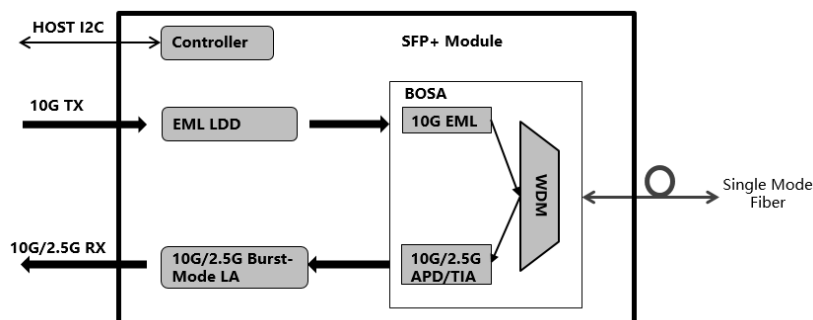 HOST I2C
Controller
SFP+ Module
BOSA
10G TX
EML LDD
10G EML
WDM
Single Mode
Fiber
10G/2.5G RX
10G/2.5G Burst-
Mode LA
10G/2.5G
APD/TIA